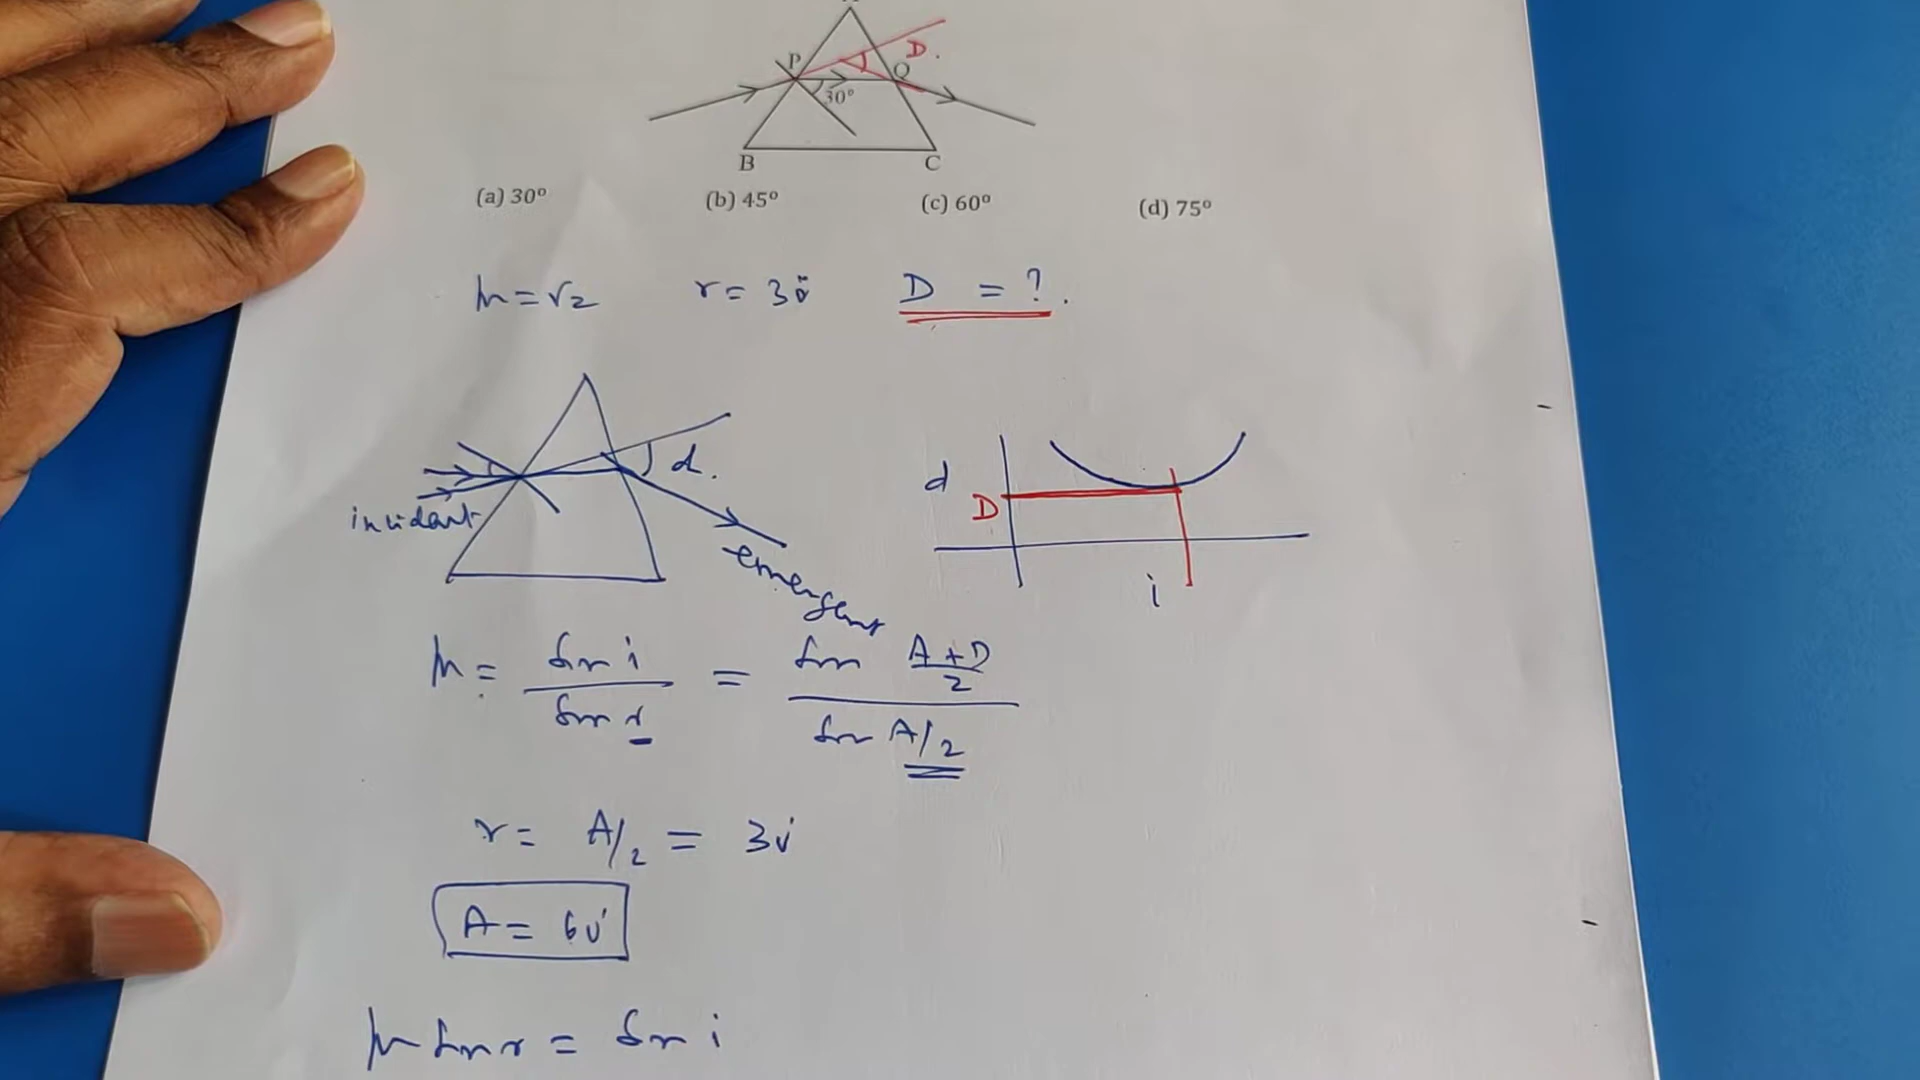 P
D.
Q
30°
B
C
(a) 30° (b) 45° (c) 60° (d) 75°
μ = √2 r = 30° D = ?.
d.
incidant
emergent
d
D
i
μ = sin i / sin r = sin A+D/2 / sin A/2
r = A/2 = 30°
A = 60°
μ sin r = sin i